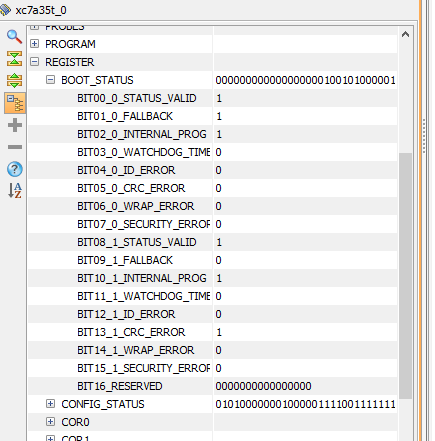 xc7a35t_0
PROBES
PROGRAM
REGISTER
BOOT_STATUS 00000000000000000010010100001
BIT00_0_STATUS_VALID 1
BIT01_0_FALLBACK 1
BIT02_0_INTERNAL_PROG 1
BIT03_0_WATCHDOG_TIME 0
BIT04_0_ID_ERROR 0
BIT05_0_CRC_ERROR 0
BIT06_0_WRAP_ERROR 0
BIT07_0_SECURITY_ERROR 0
BIT08_1_STATUS_VALID 1
BIT09_1_FALLBACK 0
BIT10_1_INTERNAL_PROG 1
BIT11_1_WATCHDOG_TIME 0
BIT12_1_ID_ERROR 0
BIT13_1_CRC_ERROR 1
BIT14_1_WRAP_ERROR 0
BIT15_1_SECURITY_ERROR 0
BIT16_RESERVED 0000000000000000
CONFIG_STATUS 01010000001000001111001111111
COR0
COR1